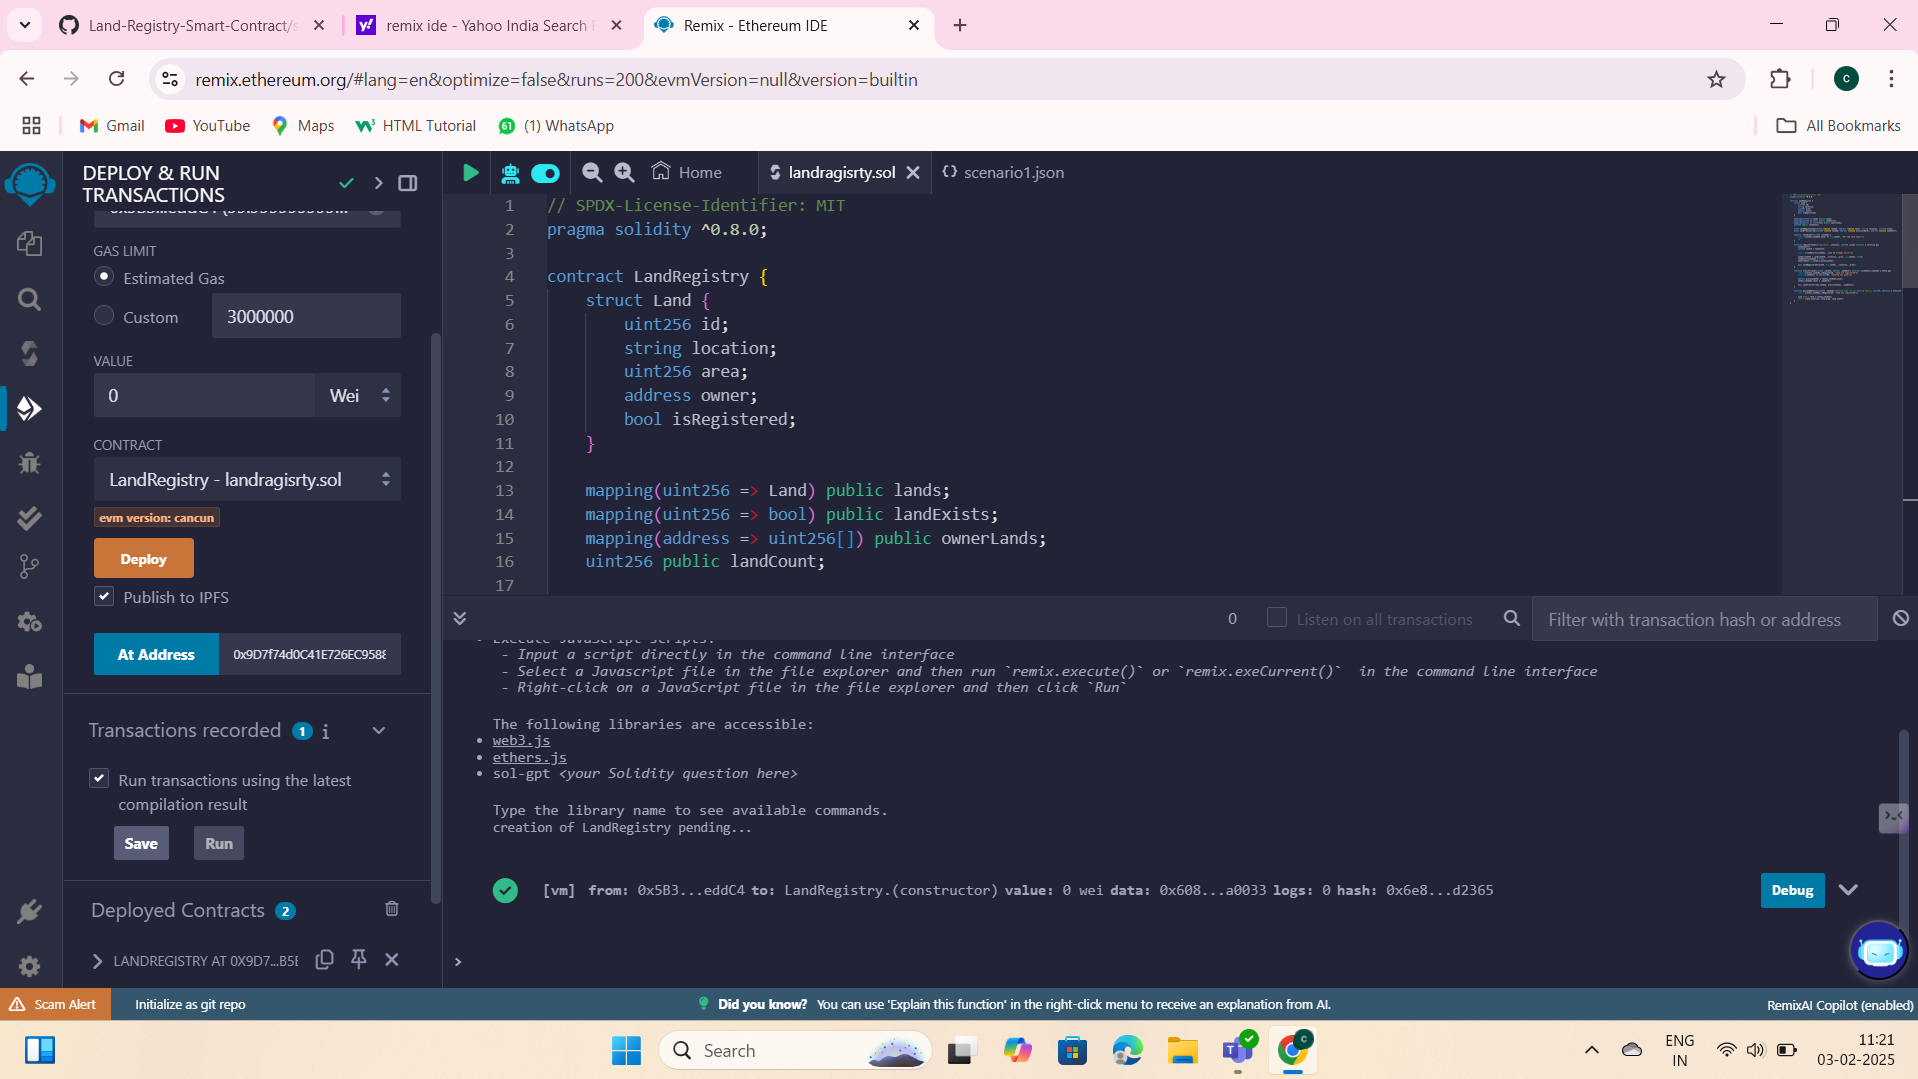 Land-Registry-Smart-Contract/s
remix ide - Yahoo India Search
Remix - Ethereum IDE
remix.ethereum.org/#lang=en&optimize=false&runs=200&evmVersion=null&version=builtin
C
Gmail
YouTube
Maps
HTML Tutorial
61
(1) WhatsApp
All Bookmarks
DEPLOY & RUN
TRANSACTIONS
GAS LIMIT
Estimated Gas
Custom
3000000
VALUE
0
Wei
CONTRACT
LandRegistry - landragisrty.sol
evm version: cancun
Deploy
Publish to IPFS
At Address
0x9D7f74d0C41E726EC9588
Transactions recorded 1 i
Run transactions using the latest
compilation result
Save
Run
Deployed Contracts 2
LANDREGISTRY AT 0X9D7...B5E
Home
landragisrty.sol
scenario1.json
1 // SPDX-License-Identifier: MIT
2 pragma solidity ^0.8.0;
3
4 contract LandRegistry {
5 struct Land {
6 uint256 id;
7 string location;
8 uint256 area;
9 address owner;
10 bool isRegistered;
11 }
12
13 mapping(uint256 => Land) public lands;
14 mapping(uint256 => bool) public landExists;
15 mapping(address => uint256[]) public ownerLands;
16 uint256 public landCount;
17
0
Listen on all transactions
Filter with transaction hash or address
Execute JavaScript scripts:
- Input a script directly in the command line interface
- Select a Javascript file in the file explorer and then run `remix.execute()` or `remix.exeCurrent()` in the command line interface
- Right-click on a JavaScript file in the file explorer and then click `Run`
The following libraries are accessible:
• web3.js
• ethers.js
• sol-gpt <your Solidity question here>
Type the library name to see available commands.
creation of LandRegistry pending...
[vm] from: 0x5B3...eddC4 to: LandRegistry.(constructor) value: 0 wei data: 0x608...a0033 logs: 0 hash: 0x6e8...d2365
Debug
>
Scam Alert
Initialize as git repo
Did you know? You can use 'Explain this function' in the right-click menu to receive an explanation from AI.
RemixAI Copilot (enabled)
Search
C
ENG
IN
11:21
03-02-2025